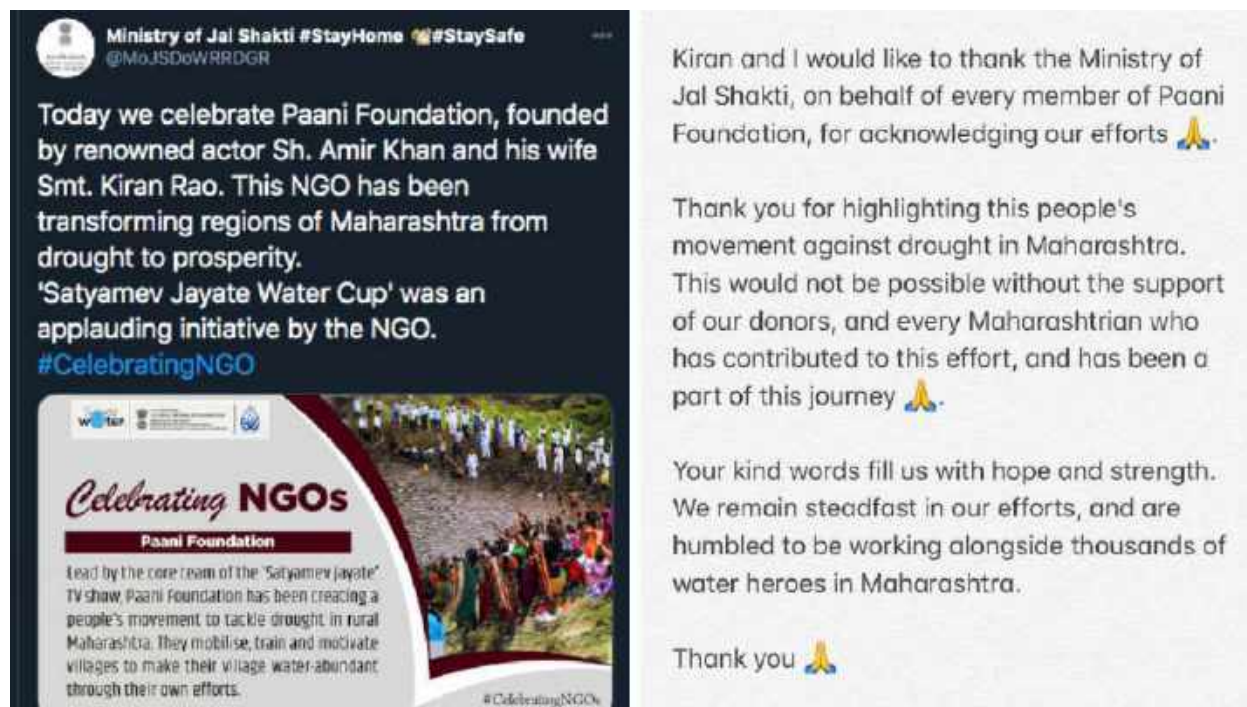 Ministry of Jal Shakti #StayHome 🏡#StaySafe
@MoJSDoWRRDGR
Today we celebrate Paani Foundation, founded
by renowned actor Sh. Amir Khan and his wife
Smt. Kiran Rao. This NGO has been
transforming regions of Maharashtra from
drought to prosperity.
'Satyamev Jayate Water Cup' was an
applauding initiative by the NGO.
#CelebratingNGO
water
Celebrating NGOs
Paani Foundation
Lead by the core team of the 'Satyamev Jayate'
TV show, Paani Foundation has been creating a
people's movement to tackle drought in rural
Maharashtra. They mobilise, train and motivate
villages to make their village water-abundant
through their own efforts.
#CelebratingNGOs
Kiran and I would like to thank the Ministry of
Jal Shakti, on behalf of every member of Paani
Foundation, for acknowledging our efforts 🙏.
Thank you for highlighting this people's
movement against drought in Maharashtra.
This would not be possible without the support
of our donors, and every Maharashtrian who
has contributed to this effort, and has been a
part of this journey 🙏.
Your kind words fill us with hope and strength.
We remain steadfast in our efforts, and are
humbled to be working alongside thousands of
water heroes in Maharashtra.
Thank you 🙏